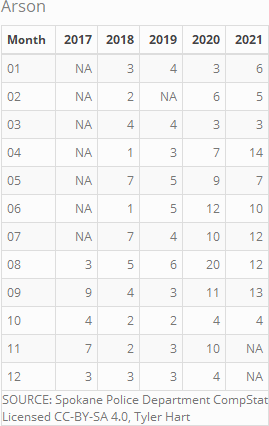 Arson
Month 2017 2018 2019 2020 2021
01 NA 3 4 3 6
02 NA 2 NA 6 5
03 NA 4 4 3 3
04 NA 1 3 7 14
05 NA 7 5 9 7
06 NA 1 5 12 10
07 NA 7 4 10 12
08 3 5 6 20 12
09 9 4 3 11 13
10 4 2 2 4 4
11 7 2 3 10 NA
12 3 3 3 4 NA
SOURCE: Spokane Police Department CompStat
Licensed CC-BY-SA 4.0, Tyler Hart